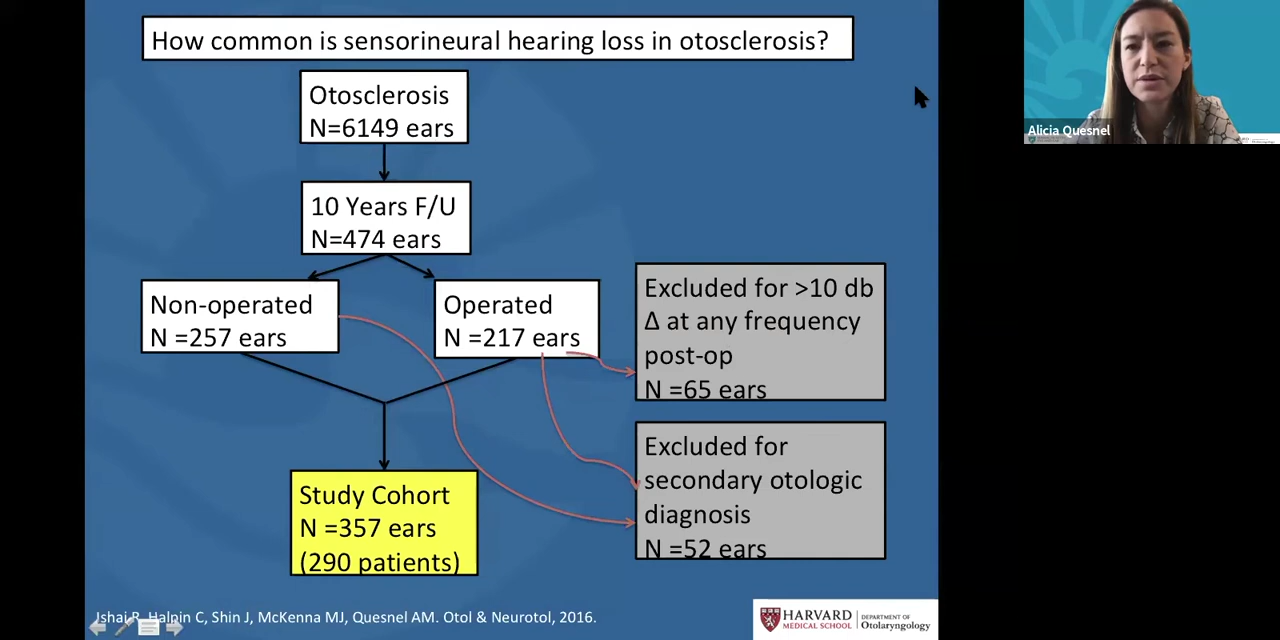 How common is sensorineural hearing loss in otosclerosis?
Otosclerosis
N=6149 ears
10 Years F/U
N=474 ears
Non-operated
N =257 ears
Operated
N =217 ears
Excluded for >10 db
Δ at any frequency
post-op
N =65 ears
Excluded for
secondary otologic
diagnosis
N =52 ears
Study Cohort
N =357 ears
(290 patients)
Ishai R, Halpin C, Shin J, McKenna MJ, Quesnel AM. Otol & Neurotol, 2016.
HARVARD
MEDICAL SCHOOL
DEPARTMENT OF
Otolaryngology
Alicia Quesnel